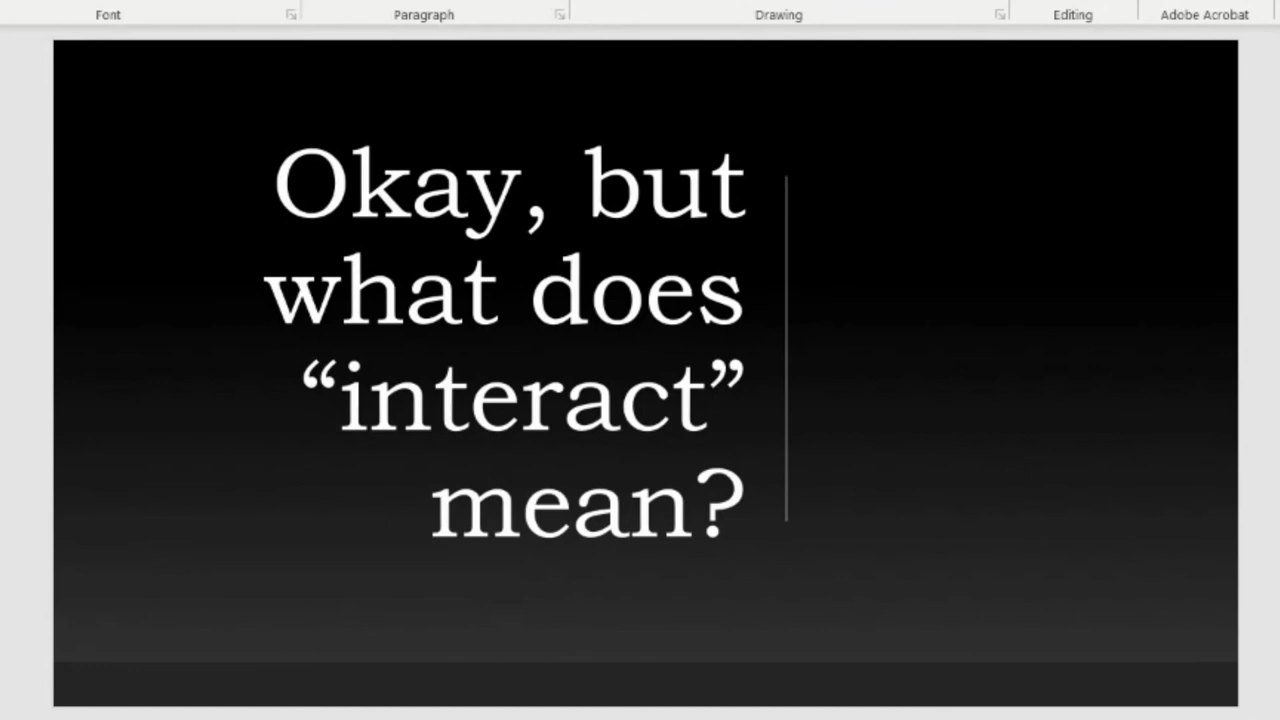 Font Paragraph Drawing Editing Adobe Acrobat
Okay, but
what does
“interact”
mean?